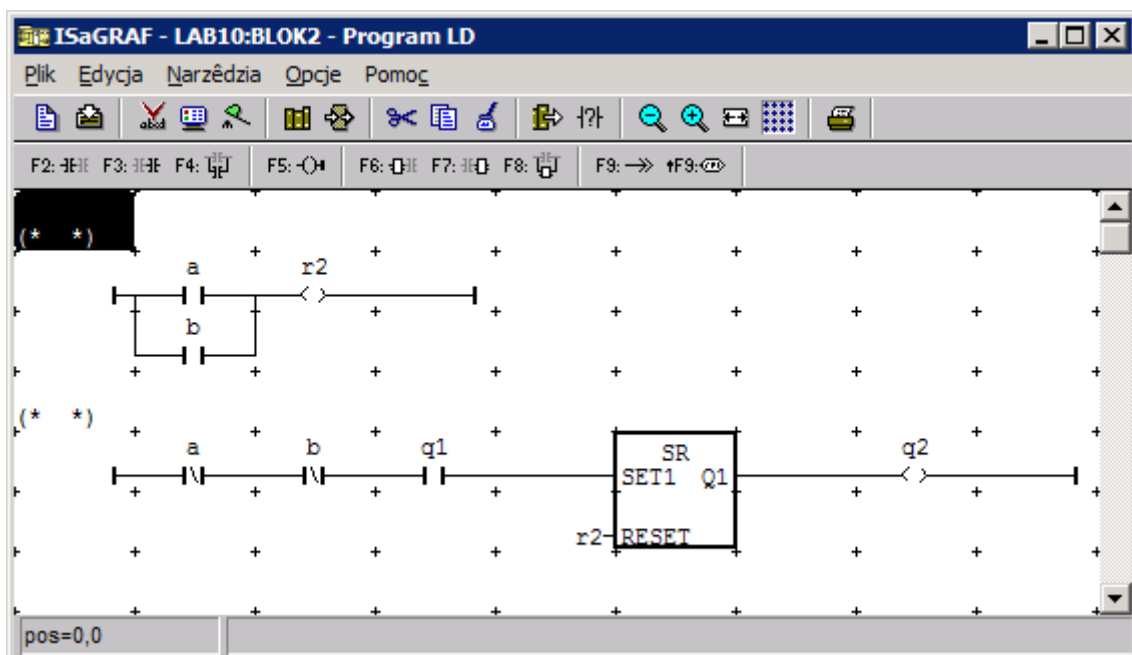 ISaGRAF - LAB10:BLOK2 - Program LD
Plik Edycja Narzêdzia Opcje Pomoc
abcd ?
F2: F3: F4: F5: F6: F7: F8: F9: F9:
(* *)
a r2
b
(* *)
a b q1 SR q2
SET1 Q1
r2 RESET
pos=0,0